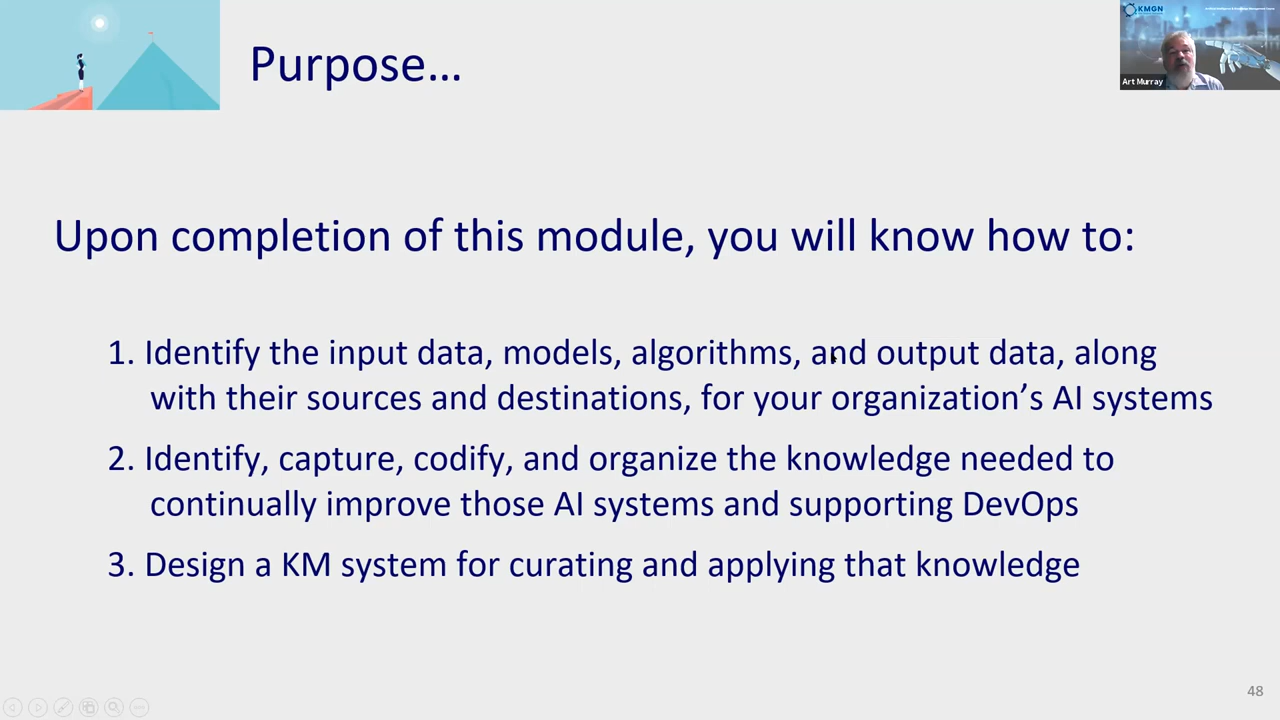 Purpose…
KMGN
Art Murray
Upon completion of this module, you will know how to:
1. Identify the input data, models, algorithms, and output data, along
with their sources and destinations, for your organization’s AI systems
2. Identify, capture, codify, and organize the knowledge needed to
continually improve those AI systems and supporting DevOps
3. Design a KM system for curating and applying that knowledge
48